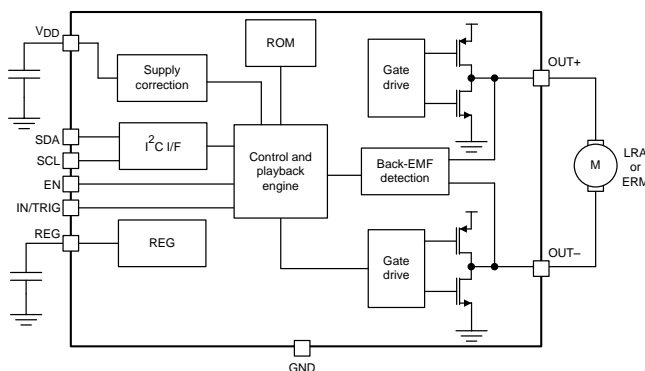 VDD
Supply
correction
ROM
Gate
drive
OUT+
SDA
SCL
I2C I/F
Control and
playback
engine
Back-EMF
detection
M
LRA
or
ERM
EN
IN/TRIG
REG
REG
Gate
drive
OUT–
GND